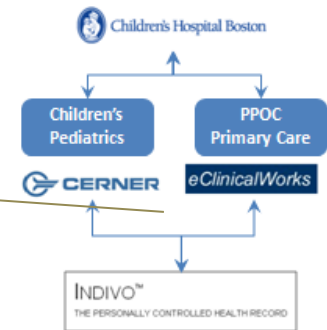 Children's Hospital Boston
Children's
Pediatrics
PPOC
Primary Care
CERNER
eClinicalWorks
INDIVO™
THE PERSONALLY CONTROLLED HEALTH RECORD